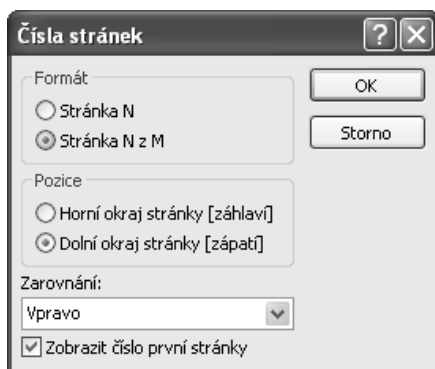 Čísla stránek
Formát
Stránka N
Stránka N z M
OK
Storno
Pozice
Horní okraj stránky [záhlaví]
Dolní okraj stránky [zápatí]
Zarovnání:
Vpravo
Zobrazit číslo první stránky